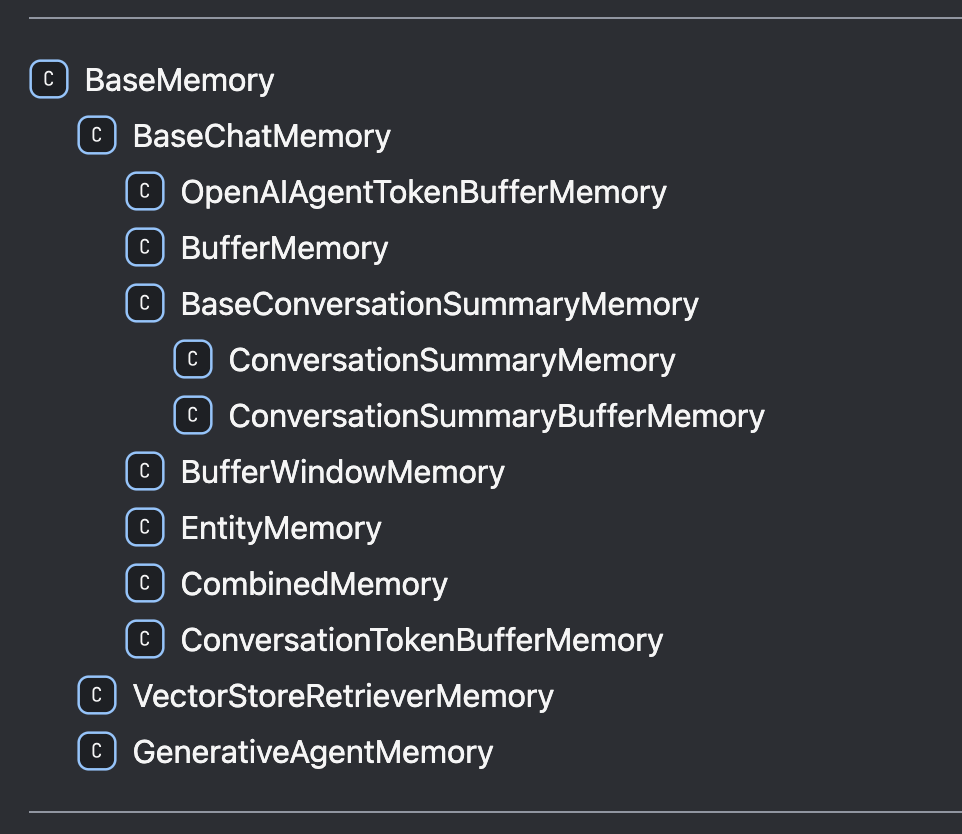 C BaseMemory
C BaseChatMemory
C OpenAIAgentTokenBufferMemory
C BufferMemory
C BaseConversationSummaryMemory
C ConversationSummaryMemory
C ConversationSummaryBufferMemory
C BufferWindowMemory
C EntityMemory
C CombinedMemory
C ConversationTokenBufferMemory
C VectorStoreRetrieverMemory
C GenerativeAgentMemory